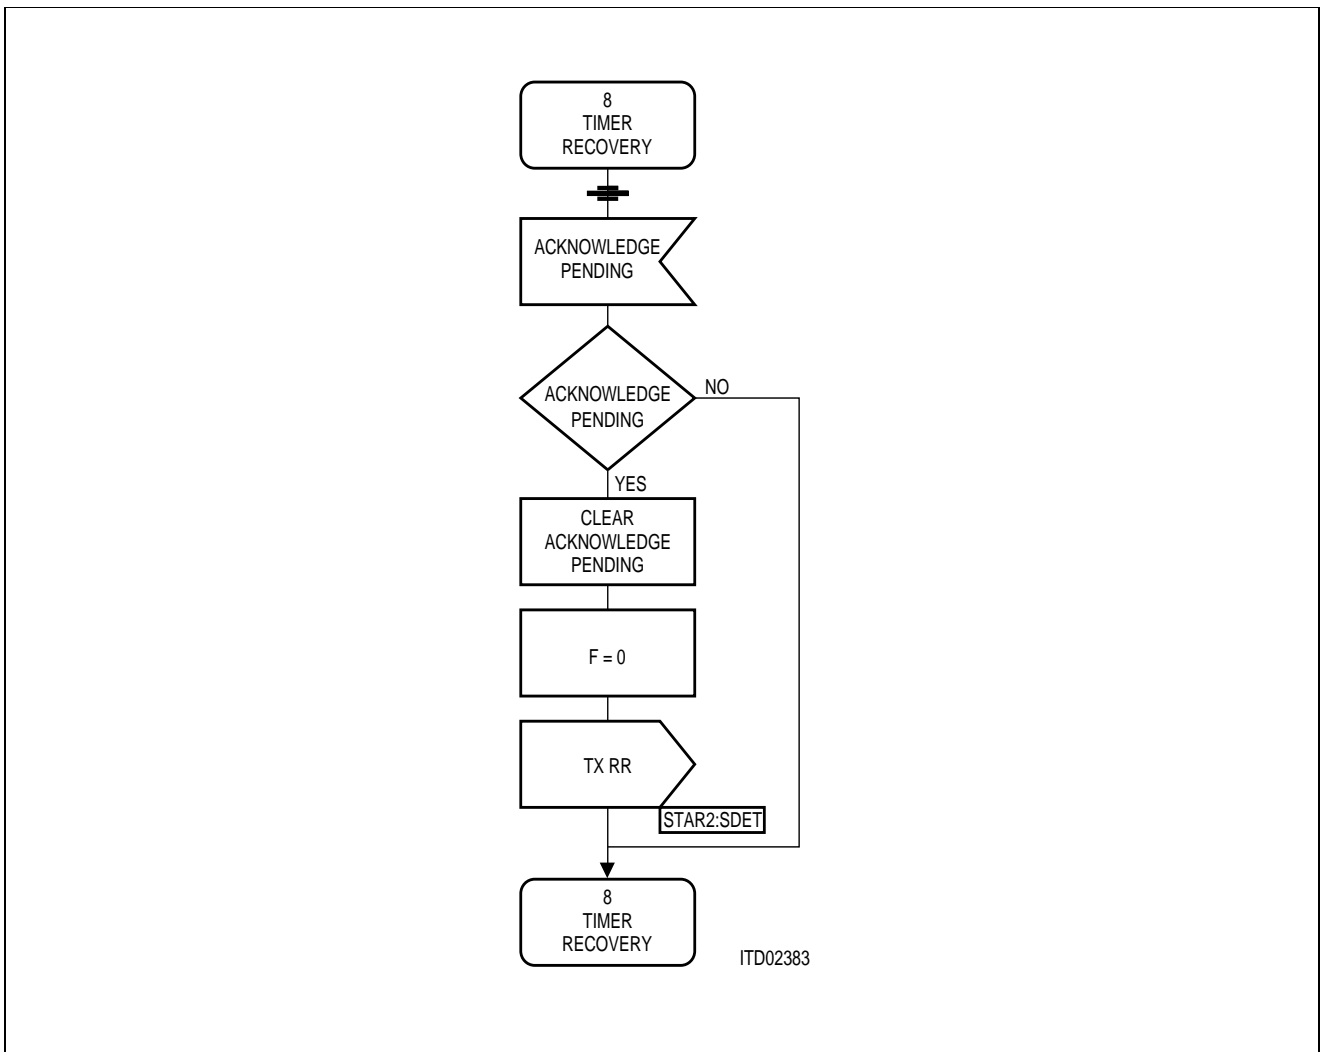 8
TIMER
RECOVERY
ACKNOWLEDGE
PENDING
ACKNOWLEDGE
PENDING
NO
YES
CLEAR
ACKNOWLEDGE
PENDING
F = 0
TX RR
STAR2:SDET
8
TIMER
RECOVERY
ITD02383